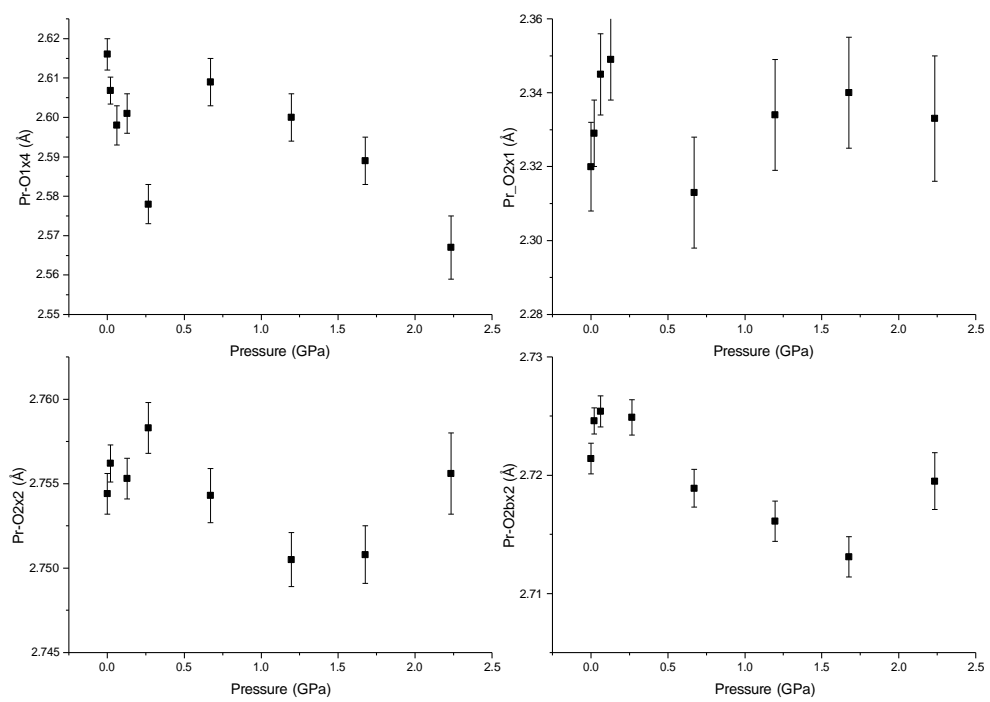 2.62
2.61
2.60
2.59
2.58
2.57
2.56
2.55
Pr-O1x4 (Å)
0.0 0.5 1.0 1.5 2.0 2.5
Pressure (GPa)
2.36
2.34
2.32
2.30
2.28
Pr_O2x1 (Å)
0.0 0.5 1.0 1.5 2.0 2.5
Pressure (GPa)
2.760
2.755
2.750
2.745
Pr-O2x2 (Å)
0.0 0.5 1.0 1.5 2.0 2.5
Pressure (GPa)
2.73
2.72
2.71
Pr-O2bx2 (Å)
0.0 0.5 1.0 1.5 2.0 2.5
Pressure (GPa)